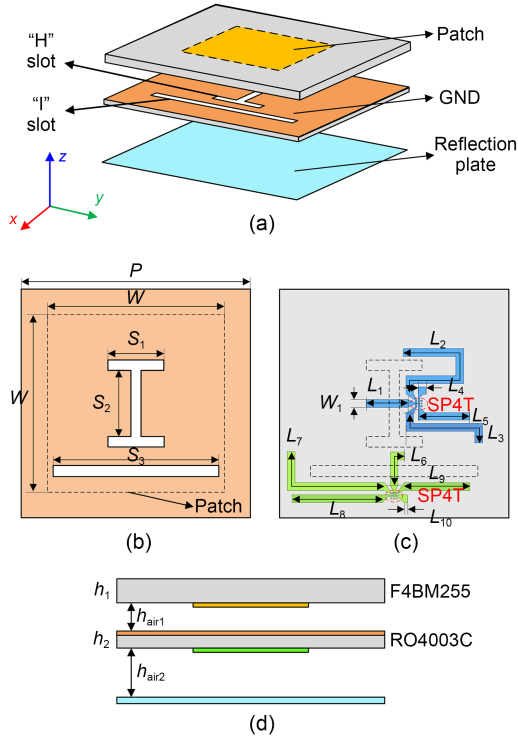 “H”
slot
“I”
slot
Patch
GND
Reflection
plate
z
y
x
(a)
P
W
S1
W
S2
S3
Patch
(b)
L2
L1
L4
W1
SP4T
L5
L3
L7
L6
L9
SP4T
L8
L10
(c)
h1
F4BM255
hair1
h2
RO4003C
hair2
(d)